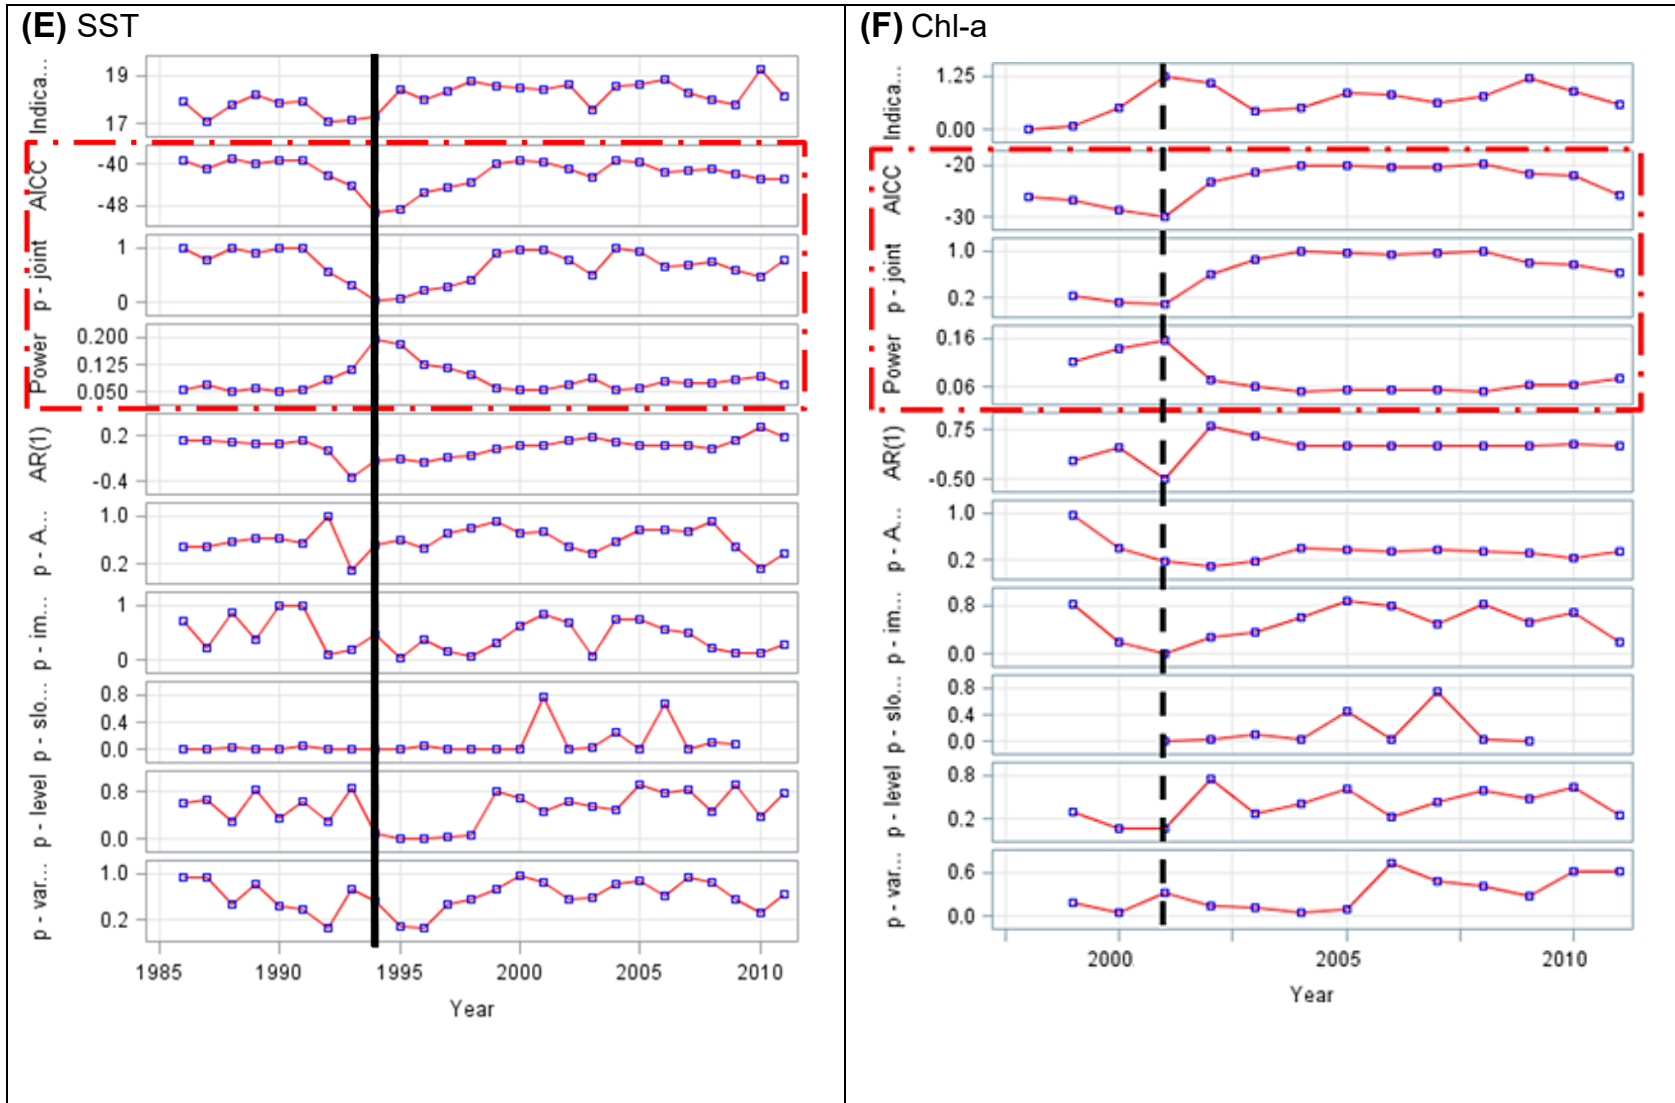 (E) SST
Indica...
19
17
AICC
-40
-48
p - joint
1
0
Power
0.200
0.125
0.050
AR(1)
0.2
-0.4
p - A...
1.0
0.2
p - im...
1
0
p - slo...
0.8
0.4
0.0
p - level
0.8
0.0
p - var...
1.0
0.2
1985 1990 1995 2000 2005 2010
Year
(F) Chl-a
Indica...
1.25
0.00
AICC
-20
-30
p - joint
1.0
0.2
Power
0.16
0.06
AR(1)
0.75
-0.50
p - A...
1.0
0.2
p - im...
0.8
0.0
p - slo...
0.8
0.4
0.0
p - level
0.8
0.2
p - var...
0.6
0.0
2000 2005 2010
Year